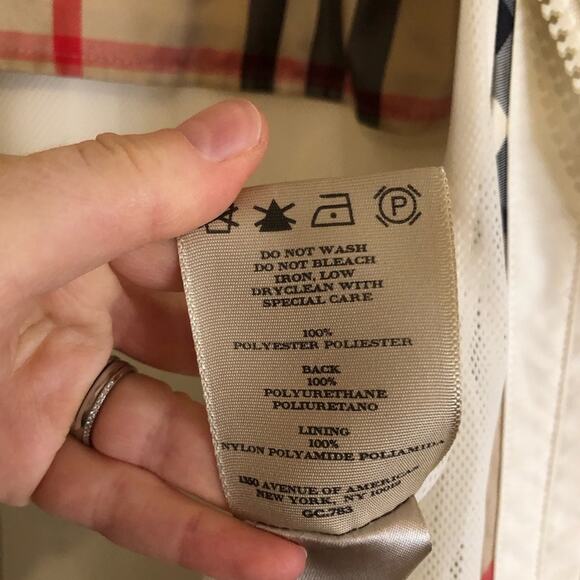 P
DO NOT WASH
DO NOT BLEACH
IRON, LOW
DRYCLEAN WITH
SPECIAL CARE
100%
POLYESTER POLIESTER
BACK
100%
POLYURETHANE
POLIURETANO
LINING
100%
NYLON POLYAMIDE POLIAMIDA
1350 AVENUE OF AMERICAS
NEW YORK, NY 10019
GC.783